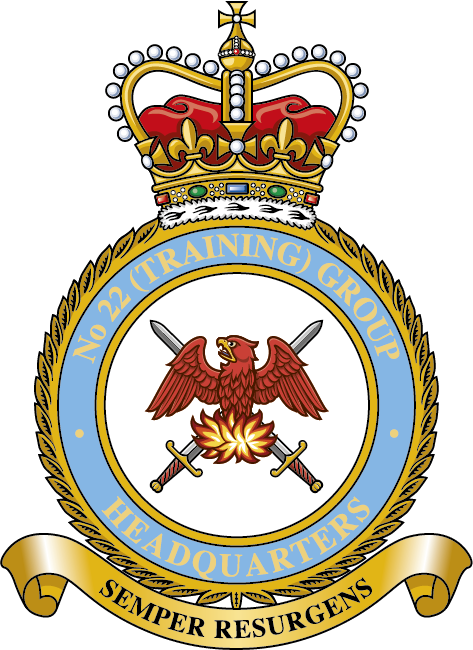 No 22 (TRAINING) GROUP
HEADQUARTERS
SEMPER RESURGENS